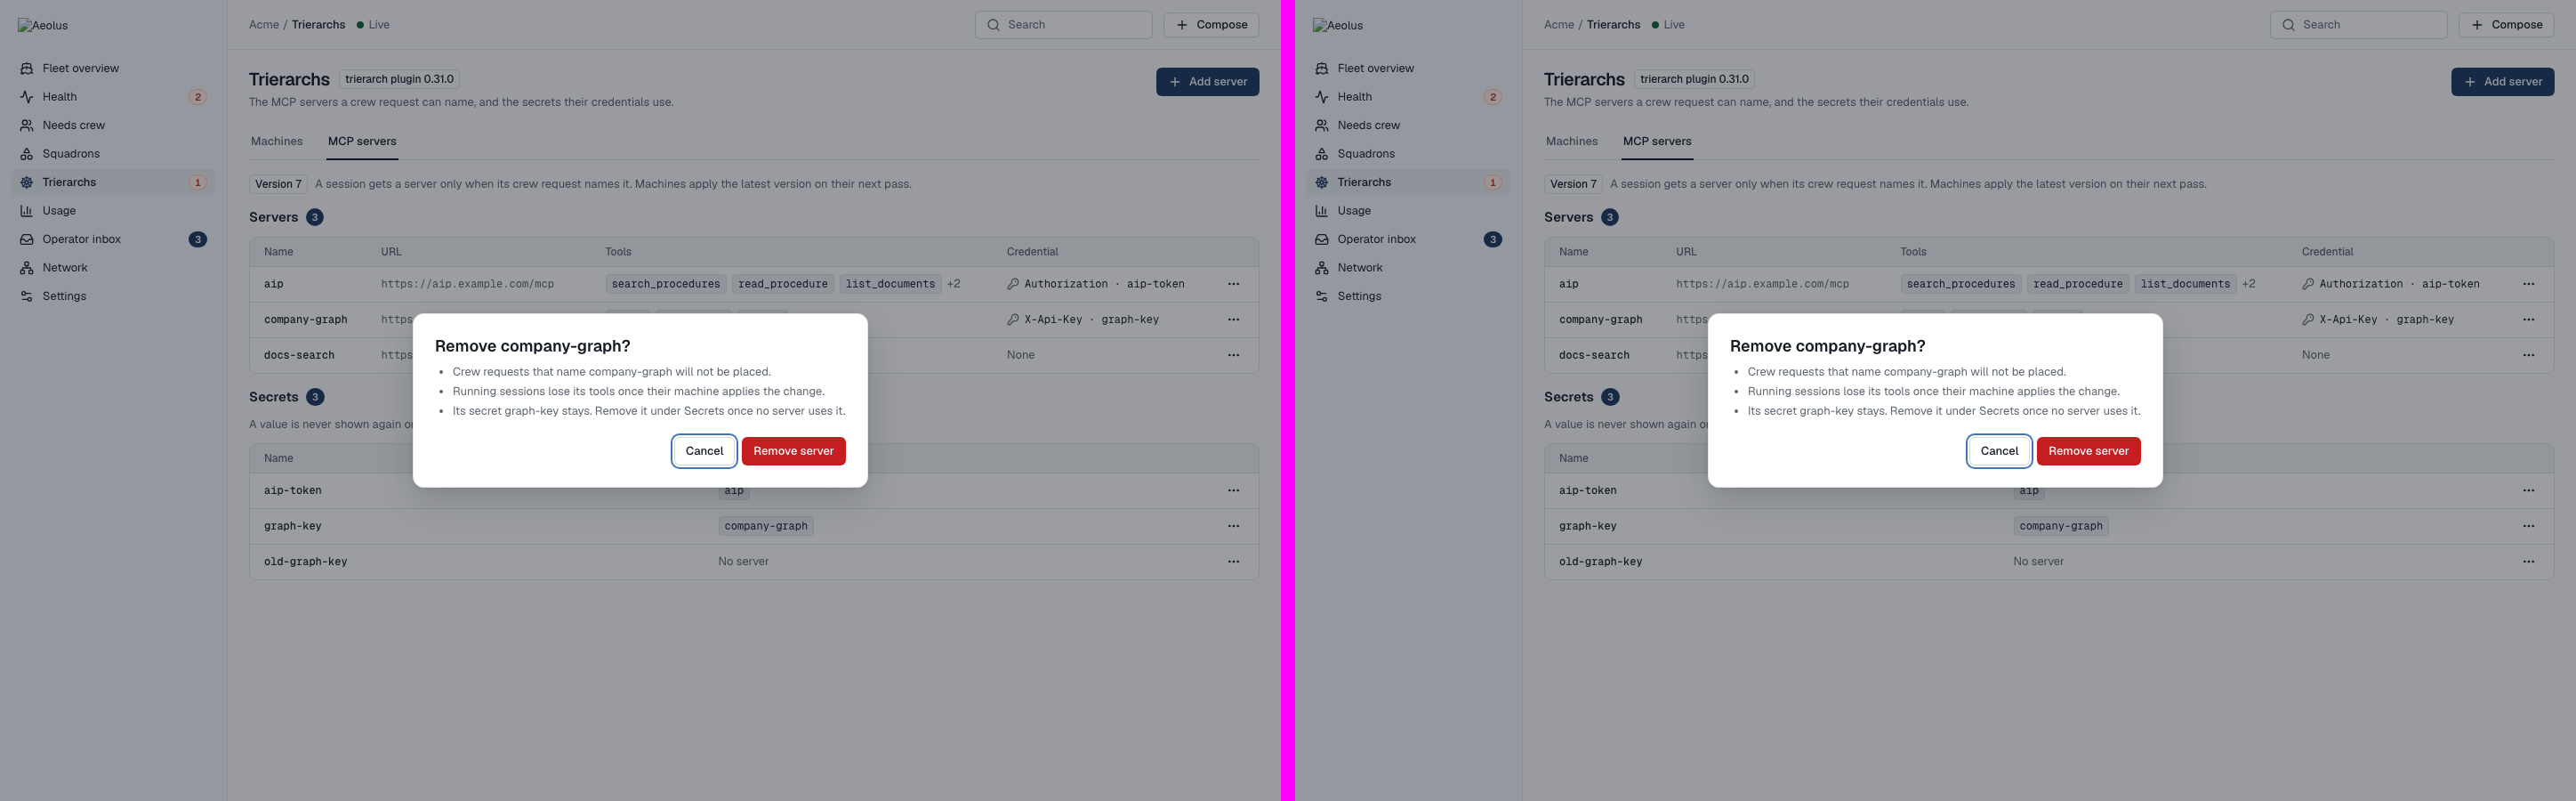 Aeolus
Fleet overview
Health 2
Needs crew
Squadrons
Trierarchs 1
Usage
Operator inbox 3
Network
Settings
Acme / Trierarchs Live
Search
Compose
Trierarchs trierarch plugin 0.31.0
Add server
The MCP servers a crew request can name, and the secrets their credentials use.
Machines MCP servers
Version 7 A session gets a server only when its crew request names it. Machines apply the latest version on their next pass.
Servers 3
Name URL Tools Credential
aip https://aip.example.com/mcp search_procedures read_procedure list_documents +2 Authorization · aip-token
company-graph https X-Api-Key · graph-key
docs-search https None
Remove company-graph?
Crew requests that name company-graph will not be placed.
Running sessions lose its tools once their machine applies the change.
Its secret graph-key stays. Remove it under Secrets once no server uses it.
Cancel Remove server
Secrets 3
A value is never shown again
Name
aip-token aip
graph-key company-graph
old-graph-key No server
Aeolus
Fleet overview
Health 2
Needs crew
Squadrons
Trierarchs 1
Usage
Operator inbox 3
Network
Settings
Acme / Trierarchs Live
Search
Compose
Trierarchs trierarch plugin 0.31.0
Add server
The MCP servers a crew request can name, and the secrets their credentials use.
Machines MCP servers
Version 7 A session gets a server only when its crew request names it. Machines apply the latest version on their next pass.
Servers 3
Name URL Tools Credential
aip https://aip.example.com/mcp search_procedures read_procedure list_documents +2 Authorization · aip-token
company-graph https X-Api-Key · graph-key
docs-search https None
Remove company-graph?
Crew requests that name company-graph will not be placed.
Running sessions lose its tools once their machine applies the change.
Its secret graph-key stays. Remove it under Secrets once no server uses it.
Cancel Remove server
Secrets 3
A value is never shown again
Name
aip-token aip
graph-key company-graph
old-graph-key No server